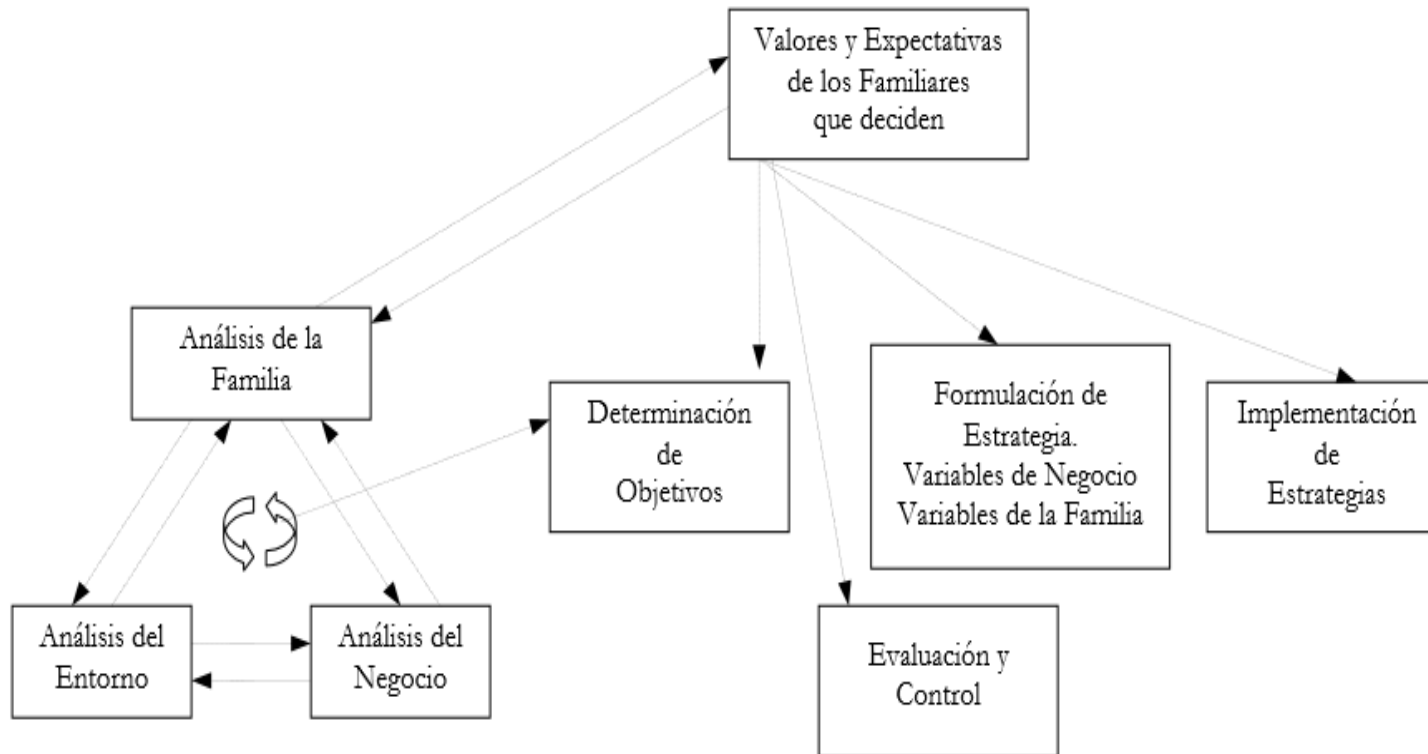 Valores y Expectativas
de los Familiares
que deciden
Análisis de la
Familia
Determinación
de
Objetivos
Formulación de
Estrategia.
Variables de Negocio
Variables de la Familia
Implementación
de
Estrategias
Análisis del
Entorno
Análisis del
Negocio
Evaluación y
Control